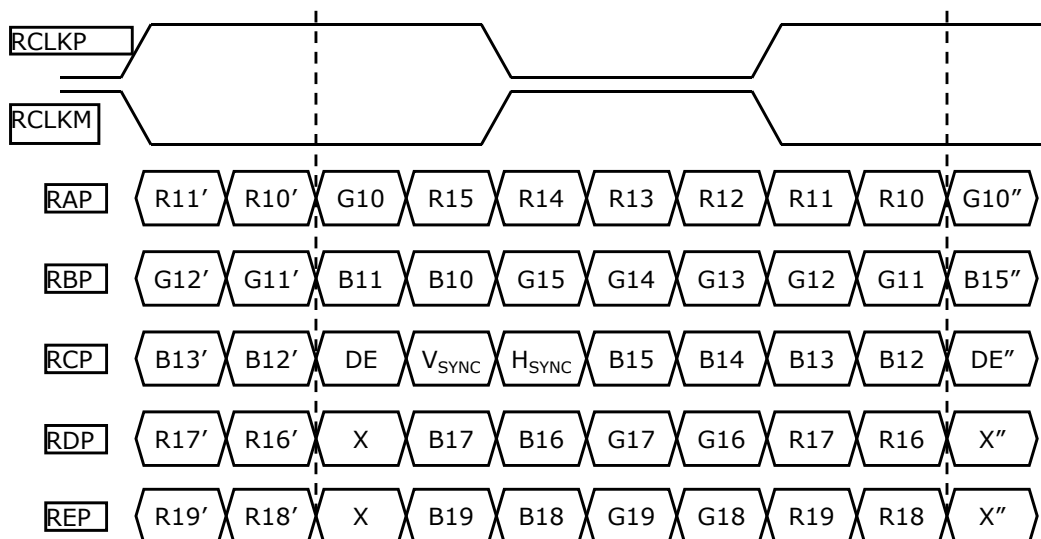 RCLKP
RCLKM
RAP R11′ R10′ G10 R15 R14 R13 R12 R11 R10 G10″
RBP G12′ G11′ B11 B10 G15 G14 G13 G12 G11 B15″
RCP B13′ B12′ DE VSYNC HSYNC B15 B14 B13 B12 DE″
RDP R17′ R16′ X B17 B16 G17 G16 R17 R16 X″
REP R19′ R18′ X B19 B18 G19 G18 R19 R18 X″